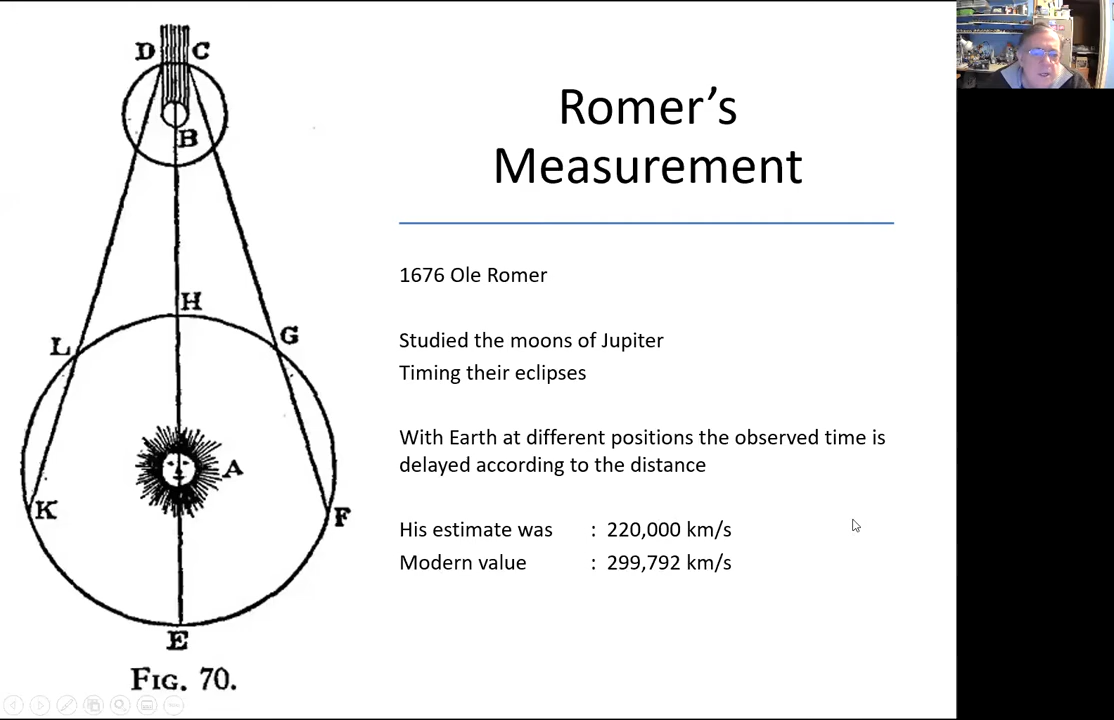 D C
B
H
L G
A
K F
E
FIG. 70.
Romer's
Measurement
1676 Ole Romer
Studied the moons of Jupiter
Timing their eclipses
With Earth at different positions the observed time is
delayed according to the distance
His estimate was : 220,000 km/s
Modern value : 299,792 km/s